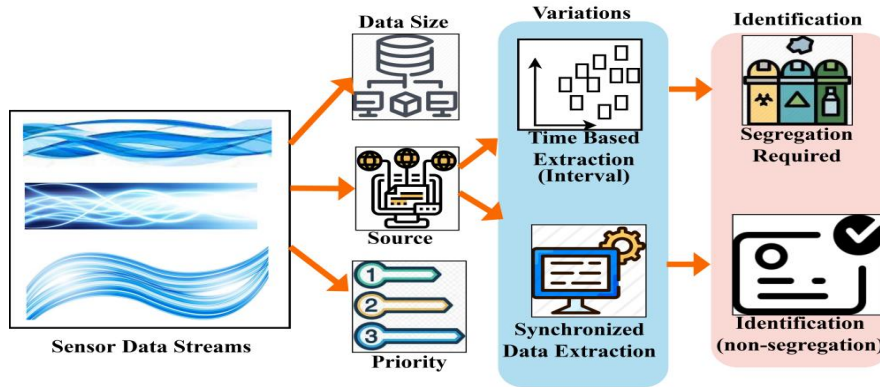 Data Size
Variations
Identification
Time Based
Extraction
(Interval)
Segregation
Required
Source
1
2
3
Priority
Sensor Data Streams
Synchronized
Data Extraction
Identification
(non-segregation)